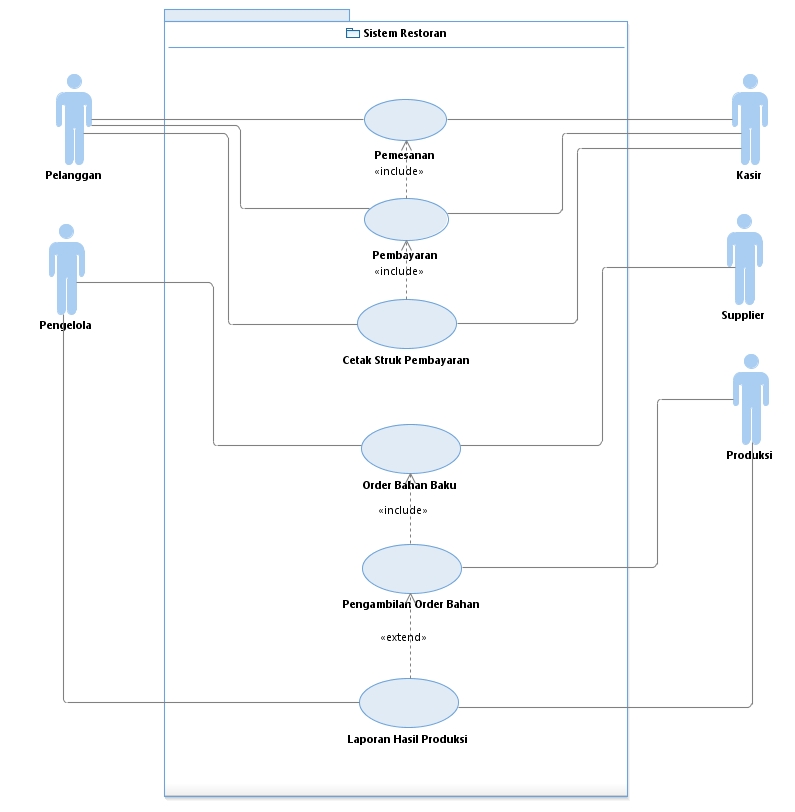 Sistem Restoran
Pelanggan
Kasir
Pemesanan
«include»
Pembayaran
«include»
Cetak Struk Pembayaran
Pengelola
Supplier
Order Bahan Baku
«include»
Produksi
Pengambilan Order Bahan
«extend»
Laporan Hasil Produksi